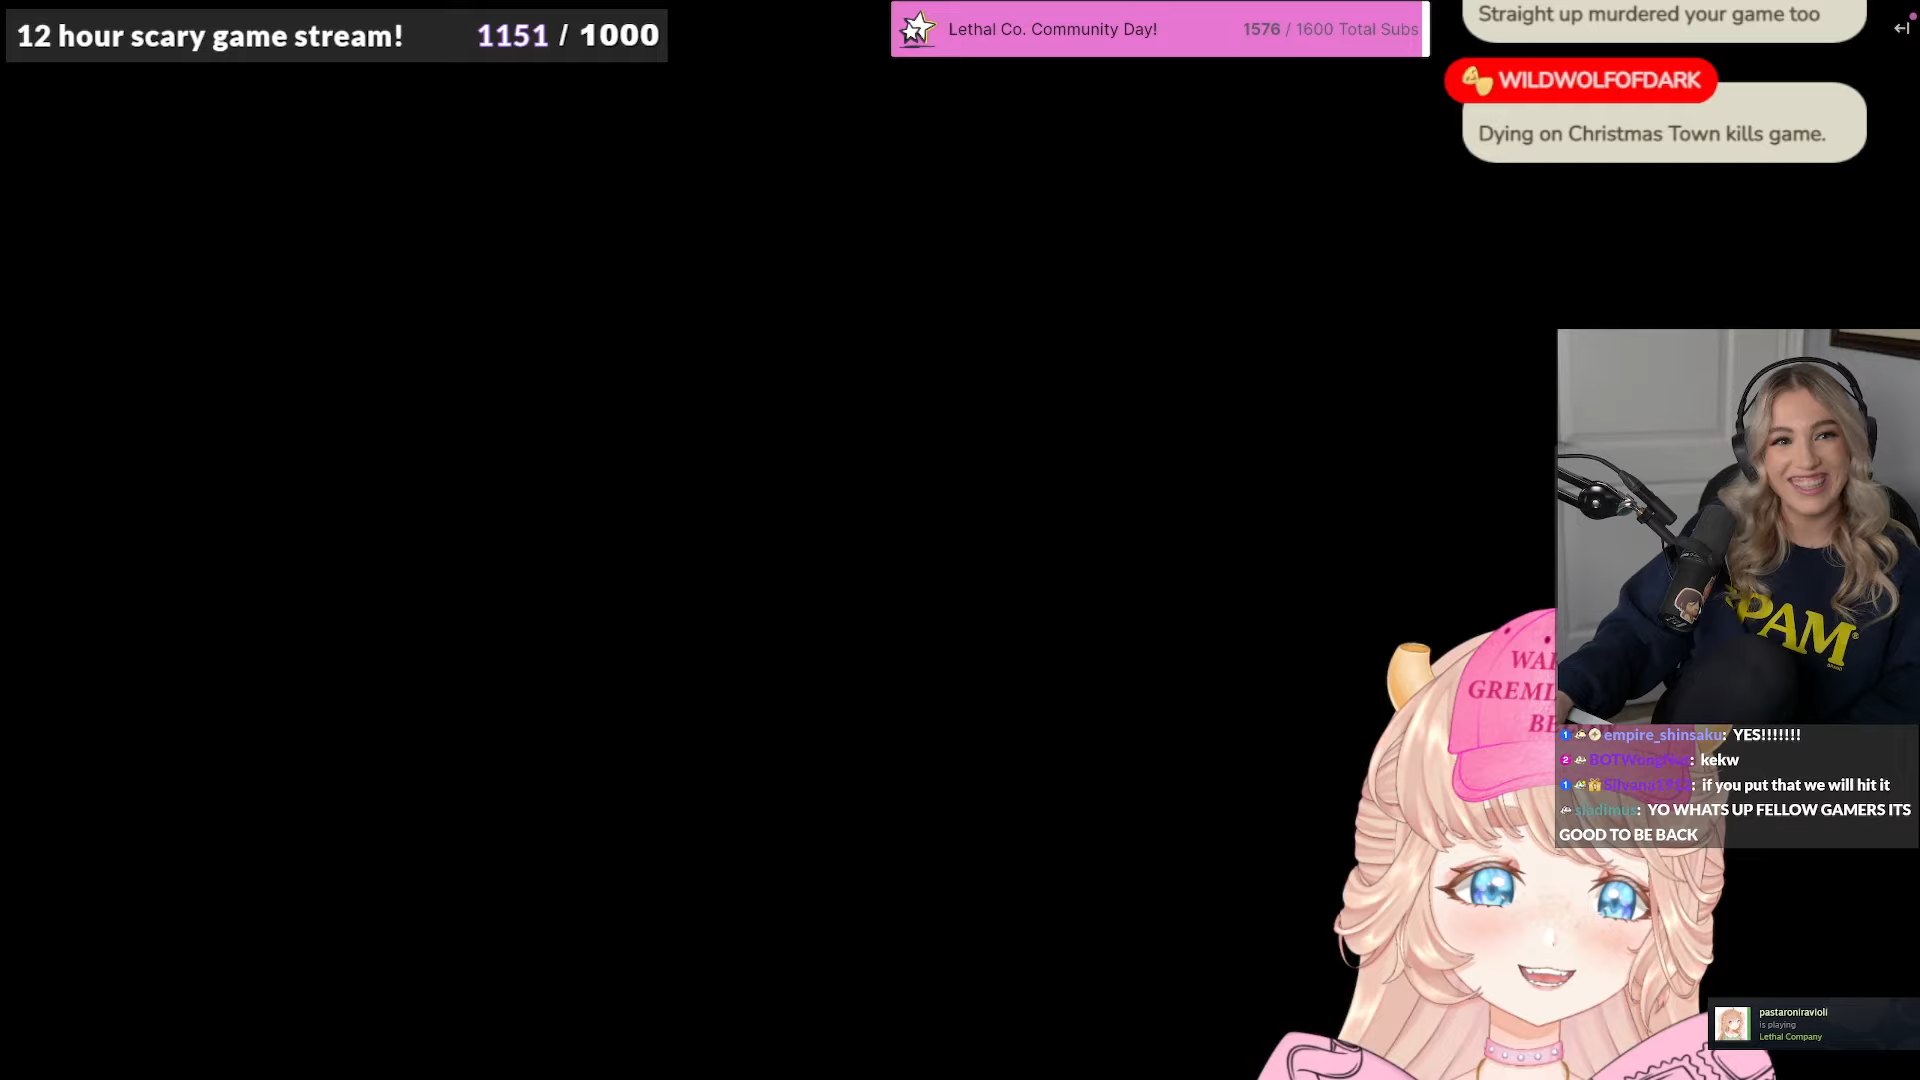 12 hour scary game stream! 1151 / 1000
Lethal Co. Community Day! 1576 / 1600 Total Subs
Straight up murdered your game too
WILDWOLFOFDARK
Dying on Christmas Town kills game.
PAM
WAI
GREMI
BE
empire_shinsaku: YES!!!!!!!
kekw
if you put that we will hit it
sladimus: YO WHATS UP FELLOW GAMERS ITS
GOOD TO BE BACK
pastaroniravioli
is playing
Lethal Company